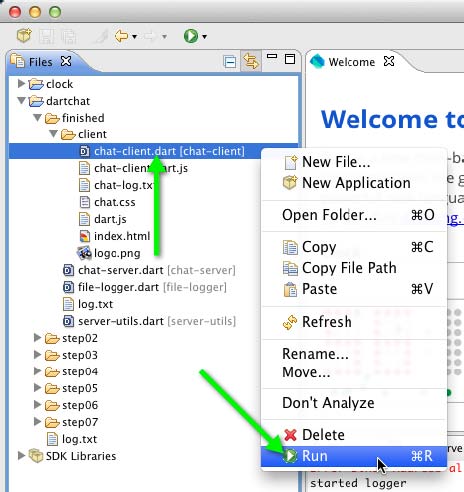 Files
Welcome
clock
dartchat
finished
client
chat-client.dart [chat-client]
chat-client.dart.js
chat-log.txt
chat.css
dart.js
index.html
logo.png
chat-server.dart [chat-server]
file-logger.dart [file-logger]
log.txt
server-utils.dart [server-utils]
step02
step03
step04
step05
step06
step07
log.txt
SDK Libraries
Welcome to
New File...
New Application
Open Folder... ⌘O
Copy ⌘C
Copy File Path
Paste ⌘V
Refresh
Rename...
Move...
Don't Analyze
Delete
Run ⌘R
started logger